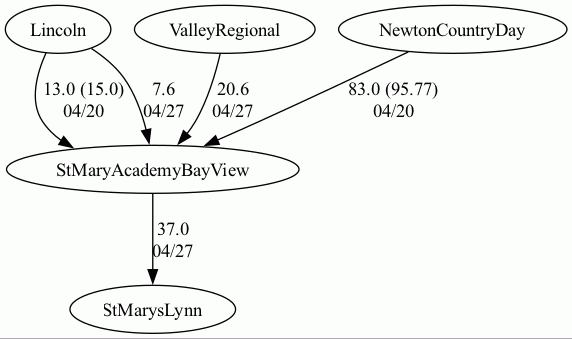 Lincoln
ValleyRegional
NewtonCountryDay
13.0 (15.0)
04/20
7.6
04/27
20.6
04/27
83.0 (95.77)
04/20
StMaryAcademyBayView
37.0
04/27
StMarysLynn